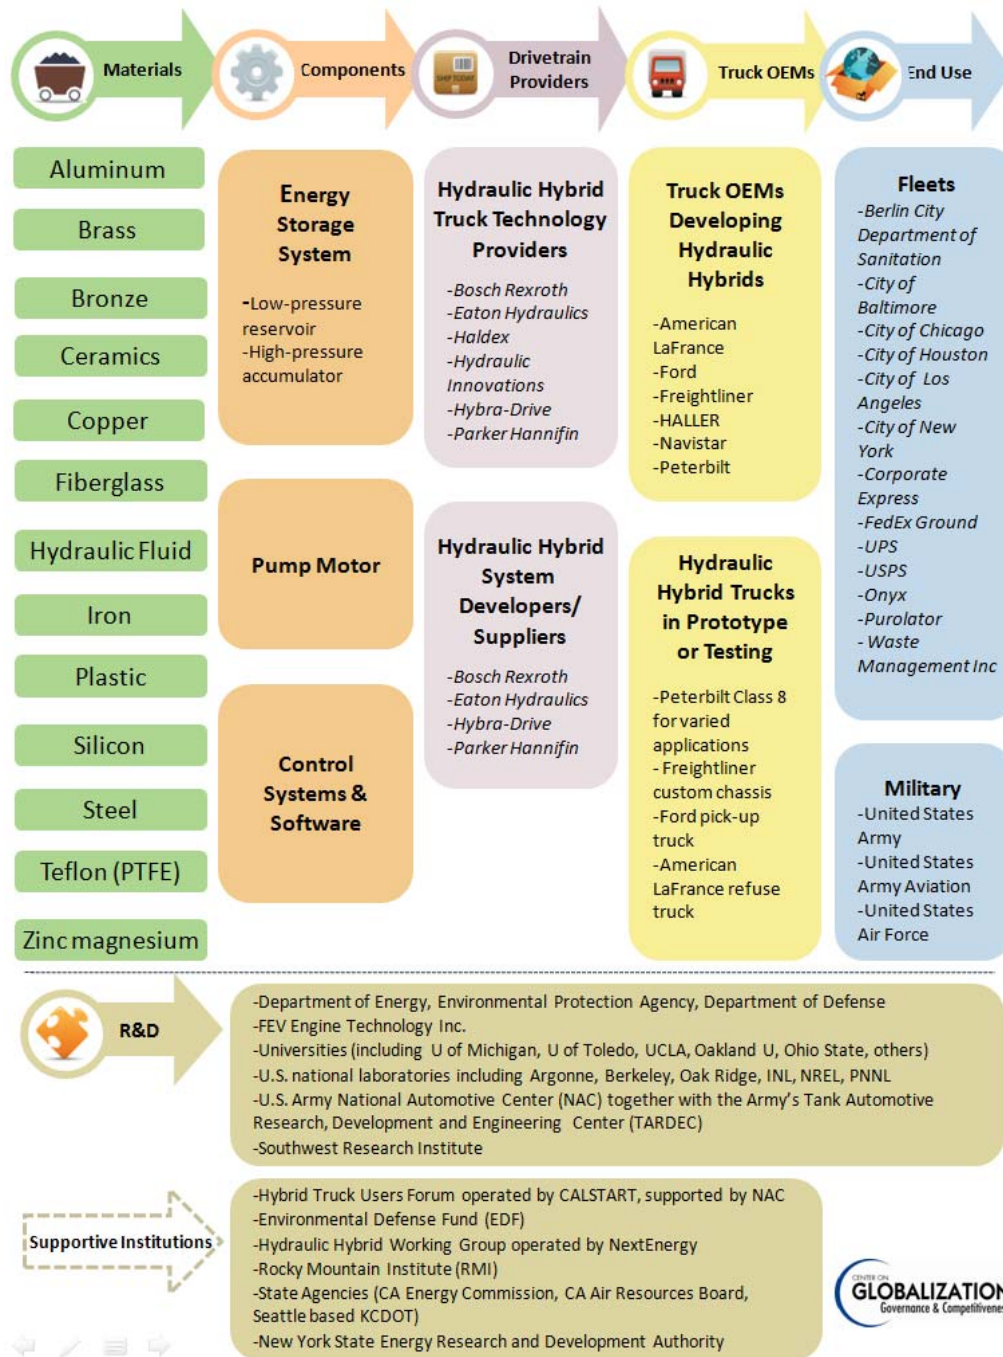 Materials
Components
Drivetrain
Providers
Truck OEMs
End Use
SHIP TODAY
Aluminum
Brass
Bronze
Ceramics
Copper
Fiberglass
Hydraulic Fluid
Iron
Plastic
Silicon
Steel
Teflon (PTFE)
Zinc magnesium
Energy
Storage
System
-Low-pressure
reservoir
-High-pressure
accumulator
Pump Motor
Control
Systems &
Software
Hydraulic Hybrid
Truck Technology
Providers
-Bosch Rexroth
-Eaton Hydraulics
-Haldex
-Hydraulic
Innovations
-Hybra-Drive
-Parker Hannifin
Hydraulic Hybrid
System
Developers/
Suppliers
-Bosch Rexroth
-Eaton Hydraulics
-Hybra-Drive
-Parker Hannifin
Truck OEMs
Developing
Hydraulic
Hybrids
-American
LaFrance
-Ford
-Freightliner
-HALLER
-Navistar
-Peterbilt
Hydraulic
Hybrid Trucks
in Prototype
or Testing
-Peterbilt Class 8
for varied
applications
- Freightliner
custom chassis
-Ford pick-up
truck
-American
LaFrance refuse
truck
Fleets
-Berlin City
Department of
Sanitation
-City of
Baltimore
-City of Chicago
-City of Houston
-City of Los
Angeles
-City of New
York
-Corporate
Express
-FedEx Ground
-UPS
-USPS
-Onyx
-Purolator
- Waste
Management Inc
Military
-United States
Army
-United States
Army Aviation
-United States
Air Force
R&D
-Department of Energy, Environmental Protection Agency, Department of Defense
-FEV Engine Technology Inc.
-Universities (including U of Michigan, U of Toledo, UCLA, Oakland U, Ohio State, others)
-U.S. national laboratories including Argonne, Berkeley, Oak Ridge, INL, NREL, PNNL
-U.S. Army National Automotive Center (NAC) together with the Army's Tank Automotive
Research, Development and Engineering Center (TARDEC)
-Southwest Research Institute
Supportive Institutions
-Hybrid Truck Users Forum operated by CALSTART, supported by NAC
-Environmental Defense Fund (EDF)
-Hydraulic Hybrid Working Group operated by NextEnergy
-Rocky Mountain Institute (RMI)
-State Agencies (CA Energy Commission, CA Air Resources Board,
Seattle based KCDOT)
-New York State Energy Research and Development Authority
CENTER ON
GLOBALIZATION
Governance & Competitivenes